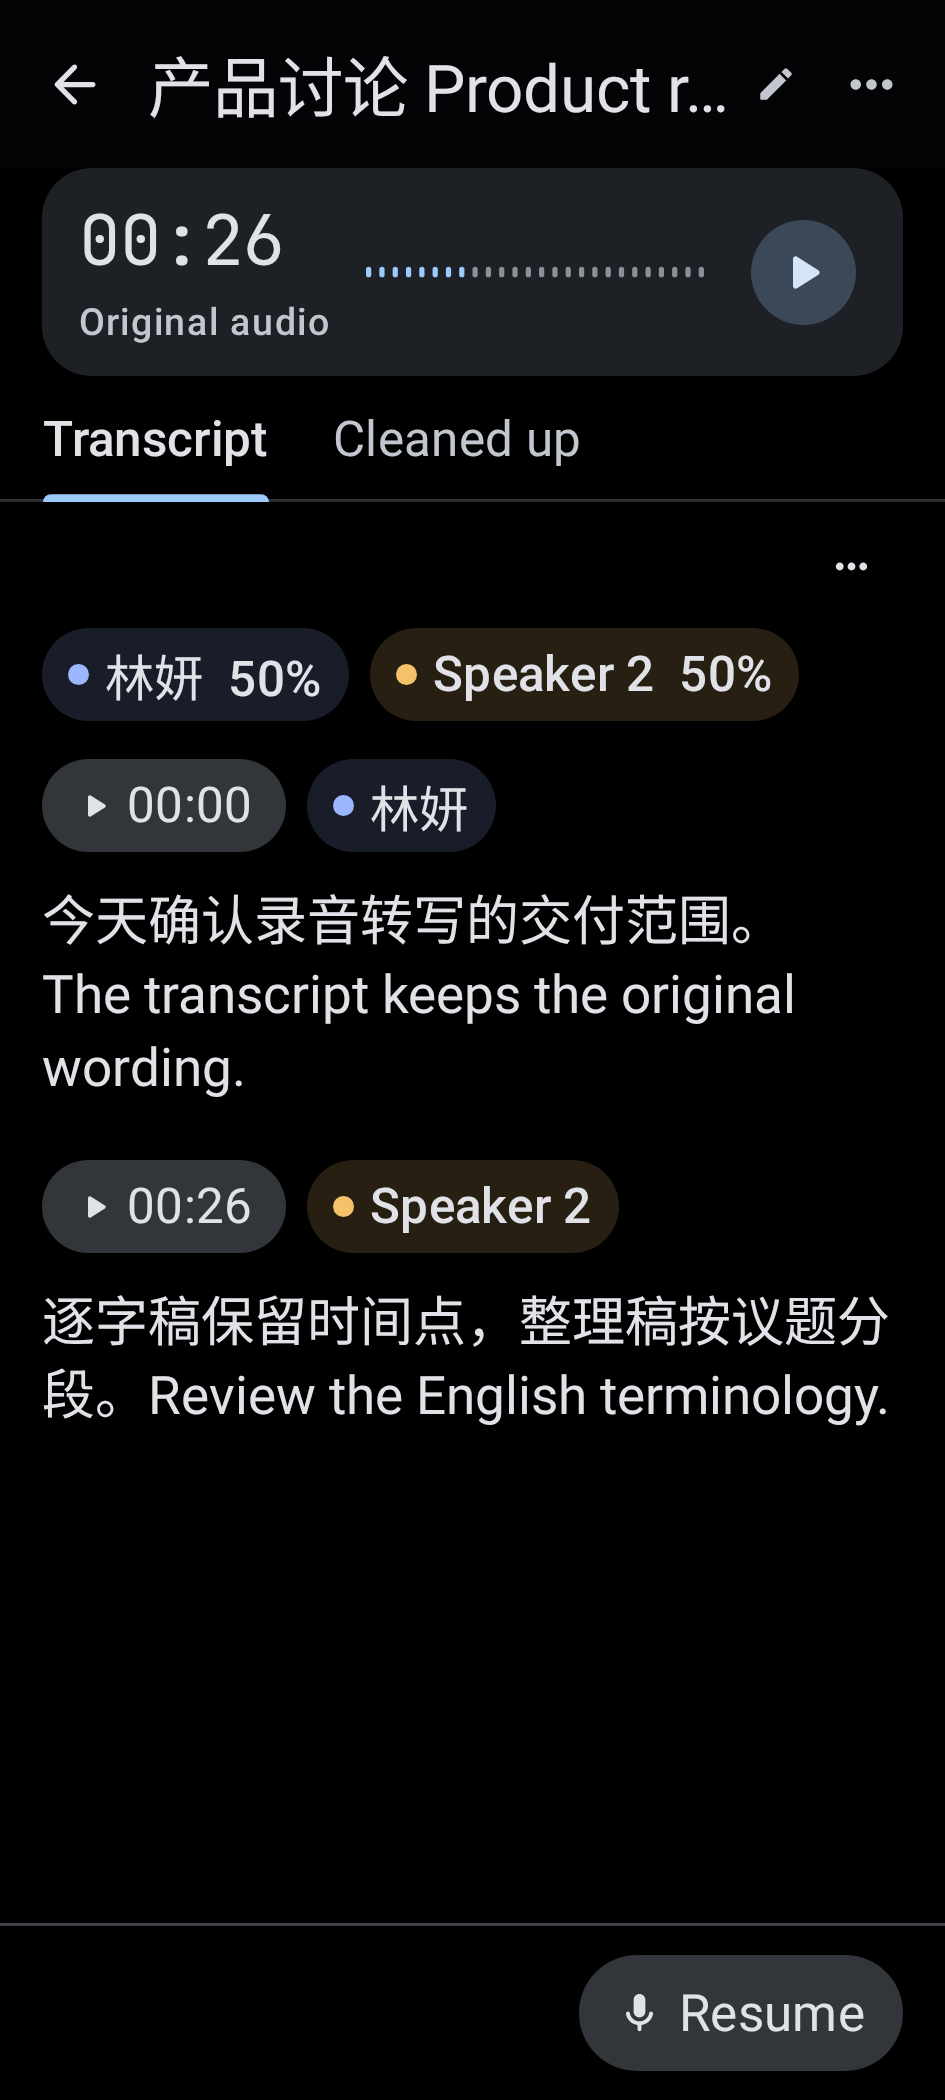 产品讨论 Product r...
00:26
Original audio
Transcript
Cleaned up
林妍 50%
Speaker 2 50%
00:00
林妍
今天确认录音转写的交付范围。
The transcript keeps the original
wording.
00:26
Speaker 2
逐字稿保留时间点，整理稿按议题分
段。Review the English terminology.
Resume